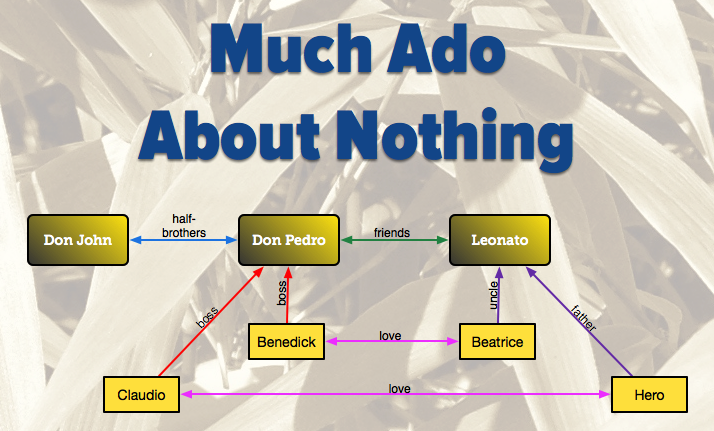 Much Ado
About Nothing
half-
brothers
Don John
Don Pedro
friends
Leonato
boss
boss
uncle
father
Benedick
love
Beatrice
Claudio
love
Hero